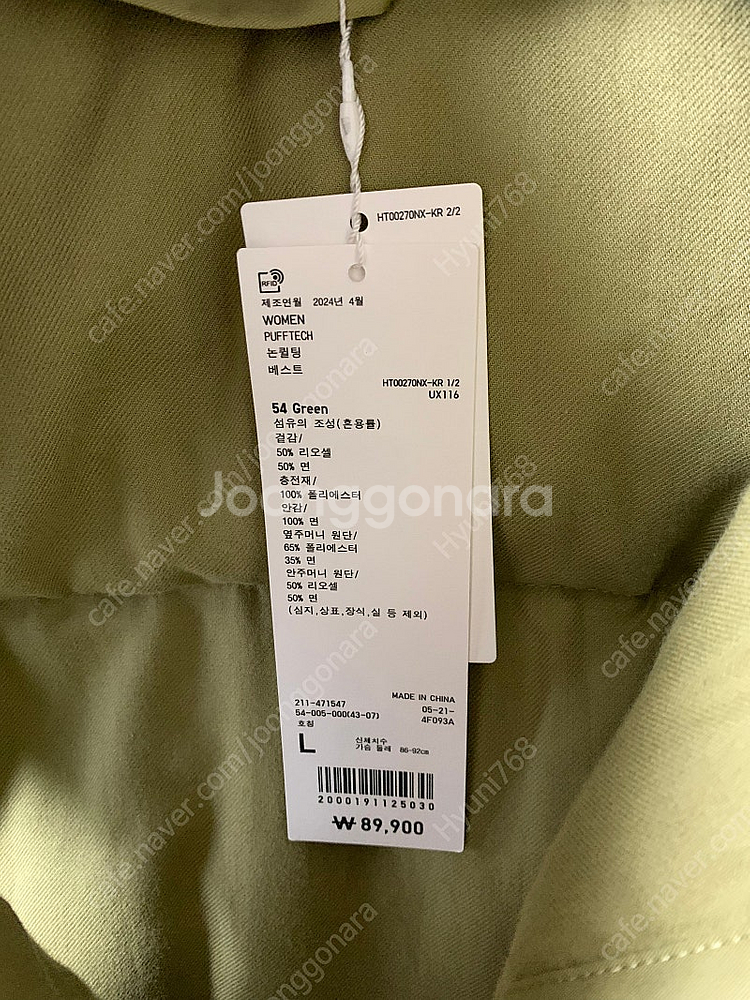 HT00270NX-KR 2/2
RFID
제조연월 2024년 4월
WOMEN
PUFFTECH
논퀼팅
베스트
HT00270NX-KR 1/2
UX116
54 Green
섬유의 조성(혼용률)
겉감/
50% 리오셀
50% 면
충전재/
100% 폴리에스터
안감/
100% 면
옆주머니 원단/
65% 폴리에스터
35% 면
안주머니 원단/
50% 리오셀
50% 면
(심지,상표,장식,실 등 제외)
211-471547
MADE IN CHINA
54-005-000(43-07)
05-21-
4F093A
호칭
L
신체치수
가슴 둘레 86-92cm
2000191125030
₩ 89,900
Joonggonara
cafe.naver.com/joonggonara
Hyuni768